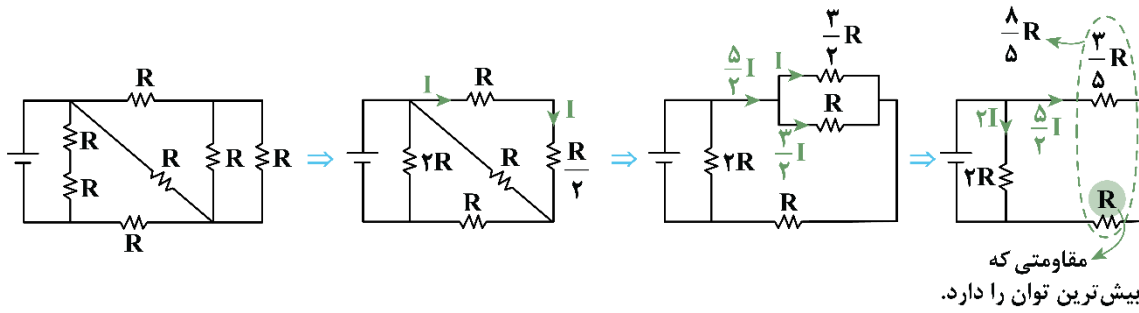 R
R
R
R
R
R
R
⇒
I
R
I
۲R
R
R/۲
R
⇒
۳/۲ R
۵/۲ I
I
R
۳/۲ I
۲R
R
⇒
۸/۵ R
۳/۵ R
۲I
۵/۲ I
۲R
R
مقاومتی که
بیش‌ترین توان را دارد.